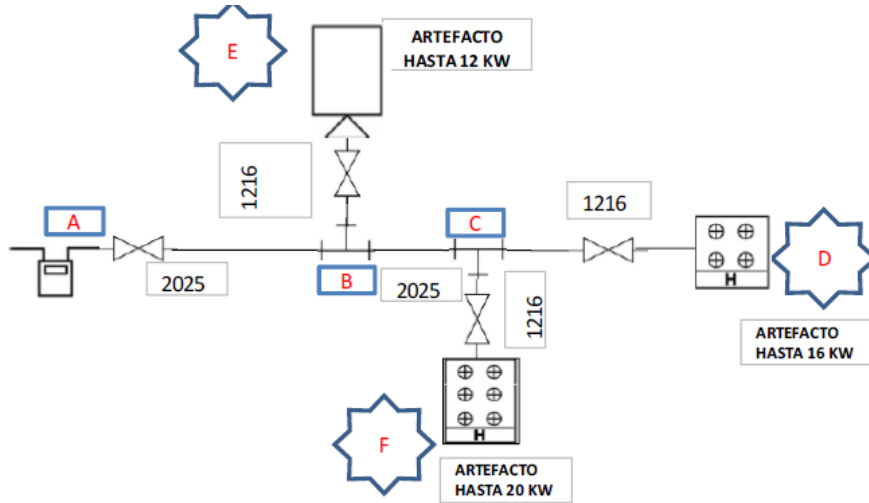 E
ARTEFACTO
HASTA 12 KW
1216
A
C
1216
B
2025
2025
1216
H
D
ARTEFACTO
HASTA 16 KW
H
F
ARTEFACTO
HASTA 20 KW